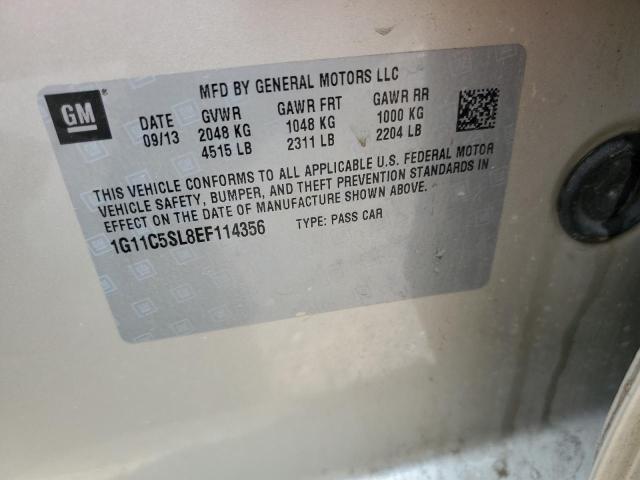 GM
MFD BY GENERAL MOTORS LLC
DATE GVWR GAWR FRT GAWR RR
09/13 2048 KG 1048 KG 1000 KG
4515 LB 2311 LB 2204 LB
THIS VEHICLE CONFORMS TO ALL APPLICABLE U.S. FEDERAL MOTOR
VEHICLE SAFETY, BUMPER, AND THEFT PREVENTION STANDARDS IN
EFFECT ON THE DATE OF MANUFACTURE SHOWN ABOVE.
1G11C5SL8EF114356 TYPE: PASS CAR